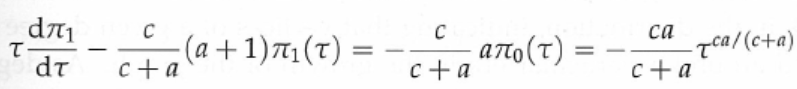 τ dπ₁/dτ − c/(c + a) (a + 1)π₁(τ) = − c/(c + a) aπ₀(τ) = − ca/(c + a) τ^{ca/(c+a)}